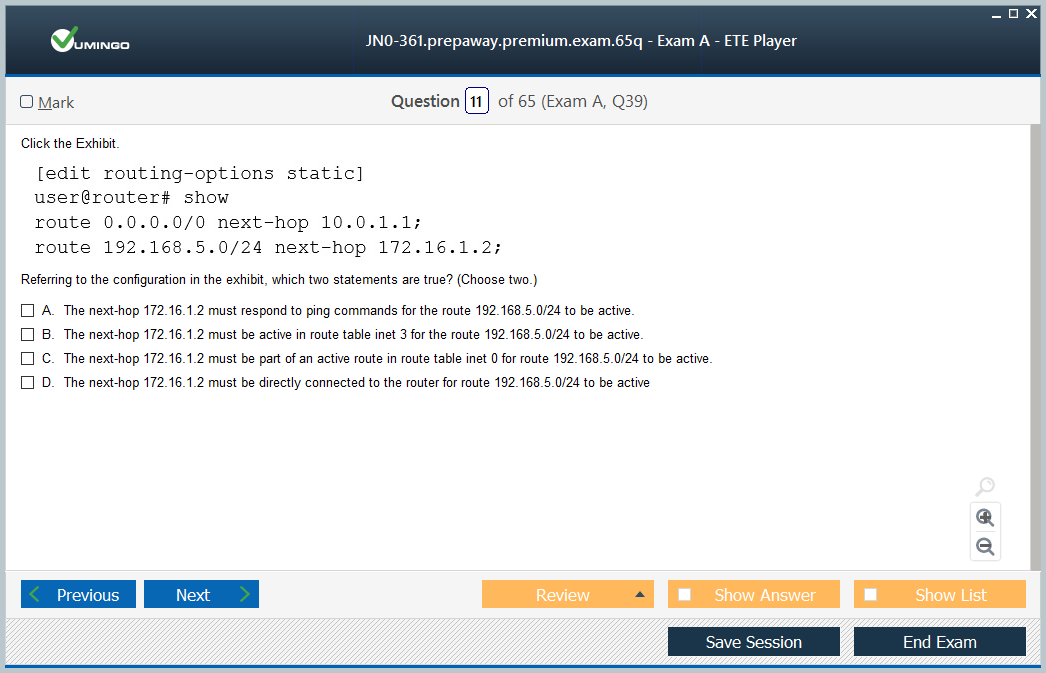 VUMINGO
JN0-361.prepaway.premium.exam.65q - Exam A - ETE Player
Mark
Question 11 of 65 (Exam A, Q39)
Click the Exhibit.
[edit routing-options static]
user@router# show
route 0.0.0.0/0 next-hop 10.0.1.1;
route 192.168.5.0/24 next-hop 172.16.1.2;
Referring to the configuration in the exhibit, which two statements are true? (Choose two.)
A. The next-hop 172.16.1.2 must respond to ping commands for the route 192.168.5.0/24 to be active.
B. The next-hop 172.16.1.2 must be active in route table inet 3 for the route 192.168.5.0/24 to be active.
C. The next-hop 172.16.1.2 must be part of an active route in route table inet 0 for route 192.168.5.0/24 to be active.
D. The next-hop 172.16.1.2 must be directly connected to the router for route 192.168.5.0/24 to be active
Previous Next Review Show Answer Show List
Save Session End Exam